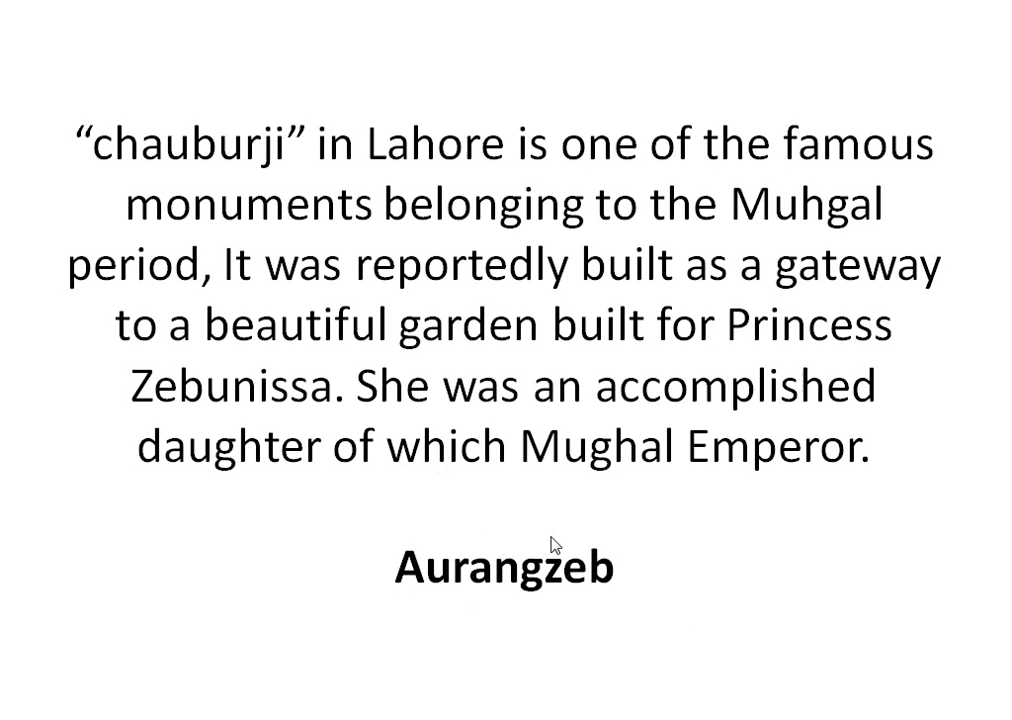 “chauburji” in Lahore is one of the famous
monuments belonging to the Muhgal
period, It was reportedly built as a gateway
to a beautiful garden built for Princess
Zebunissa. She was an accomplished
daughter of which Mughal Emperor.
Aurangzeb